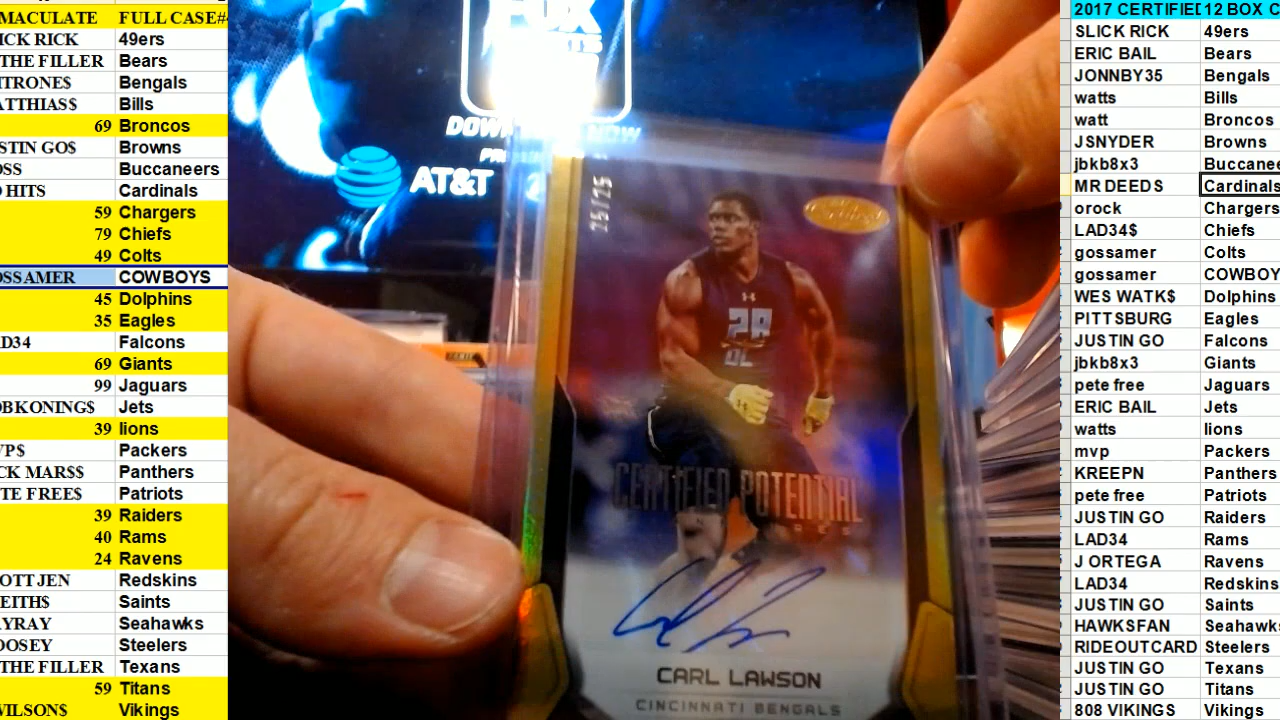 MACULATE FULL CASE#
ICK RICK 49ers
THE FILLER Bears
ITRONE$ Bengals
ATTHIAS$ Bills
69 Broncos
STIN GO$ Browns
OSS Buccaneers
O HITS Cardinals
59 Chargers
79 Chiefs
49 Colts
OSSAMER COWBOYS
45 Dolphins
35 Eagles
AD34 Falcons
69 Giants
99 Jaguars
OBKONING$ Jets
39 lions
VP$ Packers
CK MAR$$ Panthers
TE FREE$ Patriots
39 Raiders
40 Rams
24 Ravens
OTT JEN Redskins
EITH$ Saints
AYRAY Seahawks
OOSEY Steelers
THE FILLER Texans
59 Titans
WILSON$ Vikings
AT&T
25/25
28
DL
CERTIFIED POTENTIAL
CARL LAWSON
CINCINNATI BENGALS
2017 CERTIFIED 12 BOX C
SLICK RICK 49ers
ERIC BAIL Bears
JONNBY35 Bengals
watts Bills
watt Broncos
JSNYDER Browns
jbkb8x3 Buccanee
MR DEEDS Cardinals
orock Chargers
LAD34$ Chiefs
gossamer Colts
gossamer COWBOY
WES WATK$ Dolphins
PITTSBURG Eagles
JUSTIN GO Falcons
jbkb8x3 Giants
pete free Jaguars
ERIC BAIL Jets
watts lions
mvp Packers
KREEPN Panthers
pete free Patriots
JUSTIN GO Raiders
LAD34 Rams
J ORTEGA Ravens
LAD34 Redskins
JUSTIN GO Saints
HAWKSFAN Seahawks
RIDEOUTCARD Steelers
JUSTIN GO Texans
JUSTIN GO Titans
808 VIKINGS Vikings